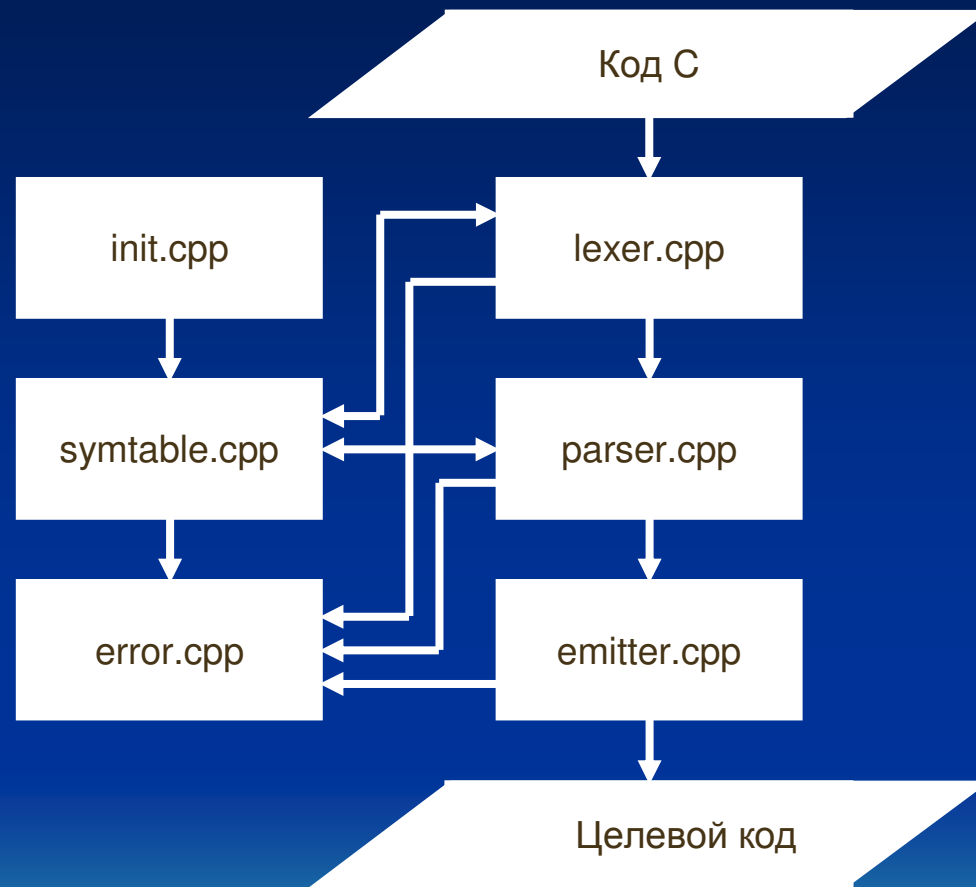 Код C
init.cpp
lexer.cpp
symtable.cpp
parser.cpp
error.cpp
emitter.cpp
Целевой код